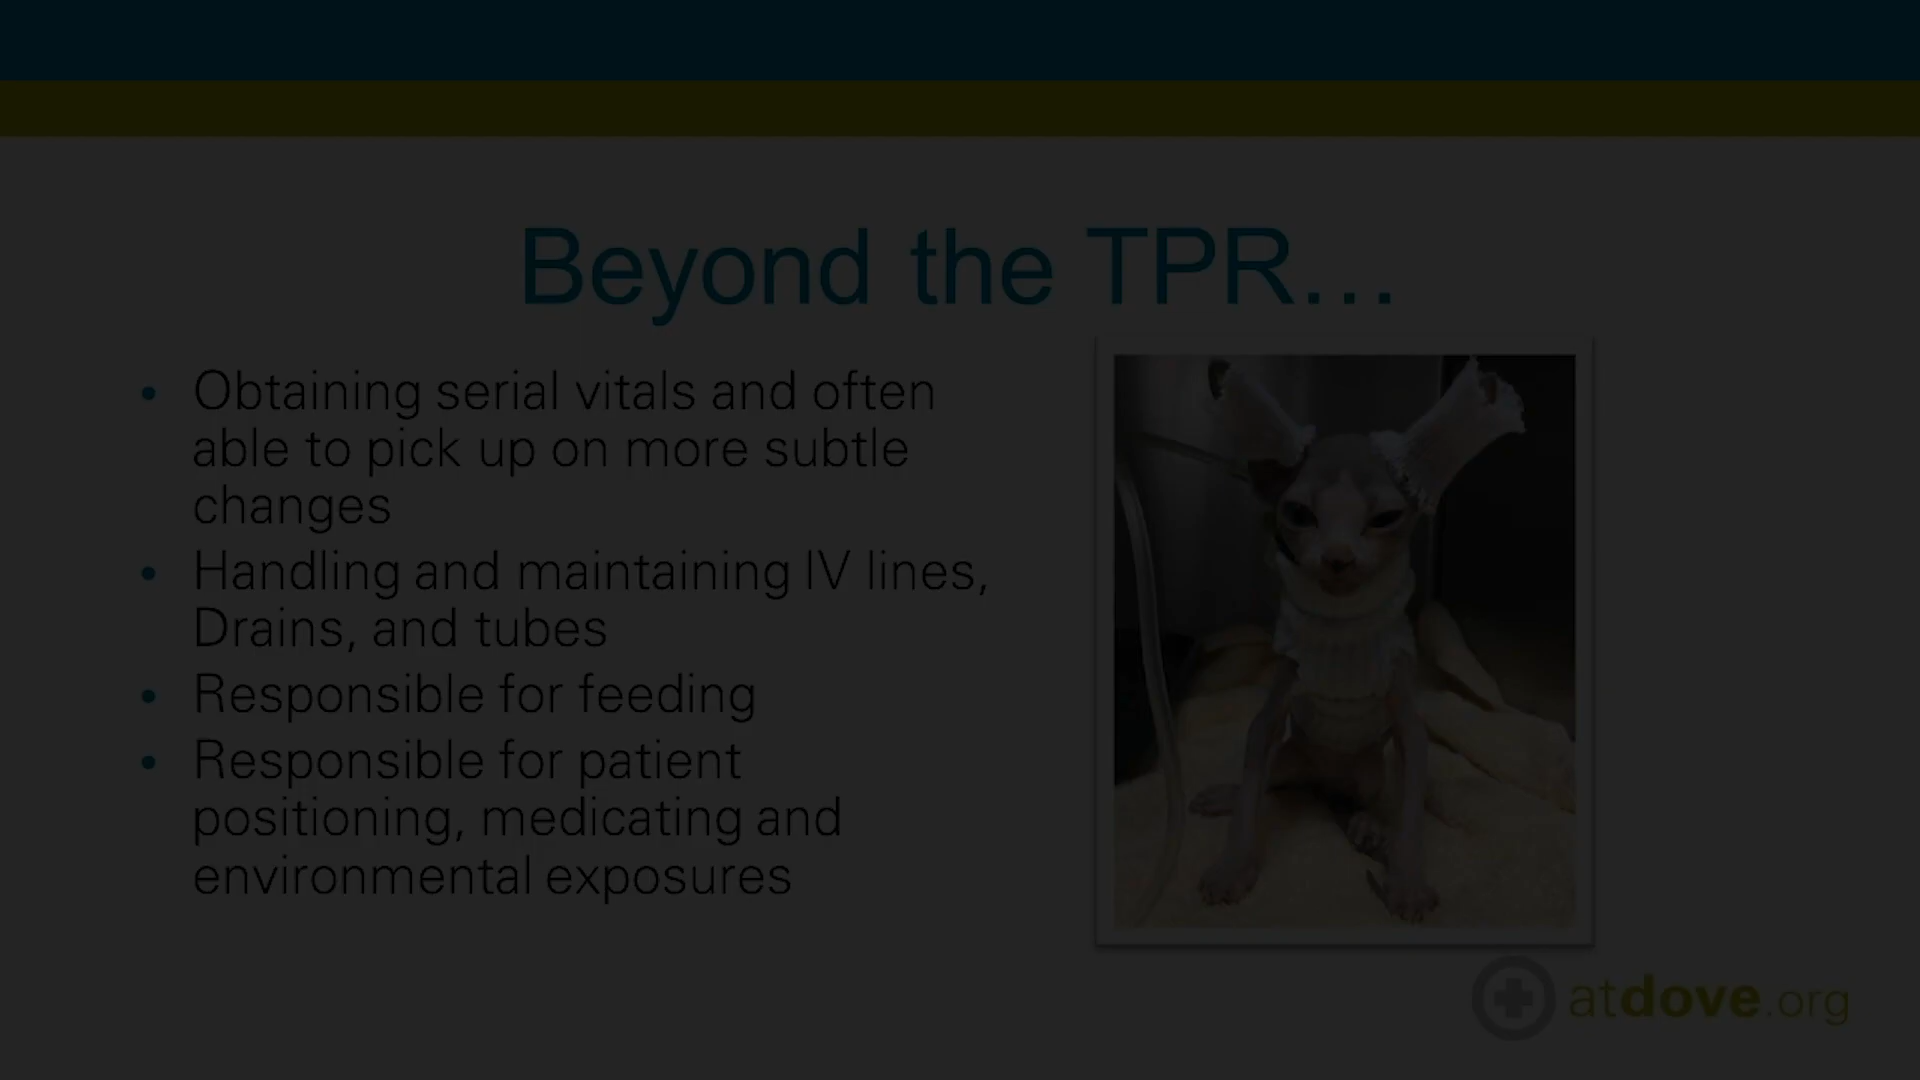 Beyond the TPR...
• Obtaining serial vitals and often
able to pick up on more subtle
changes
• Handling and maintaining IV lines,
Drains, and tubes
• Responsible for feeding
• Responsible for patient
positioning, medicating and
environmental exposures
atdove.org